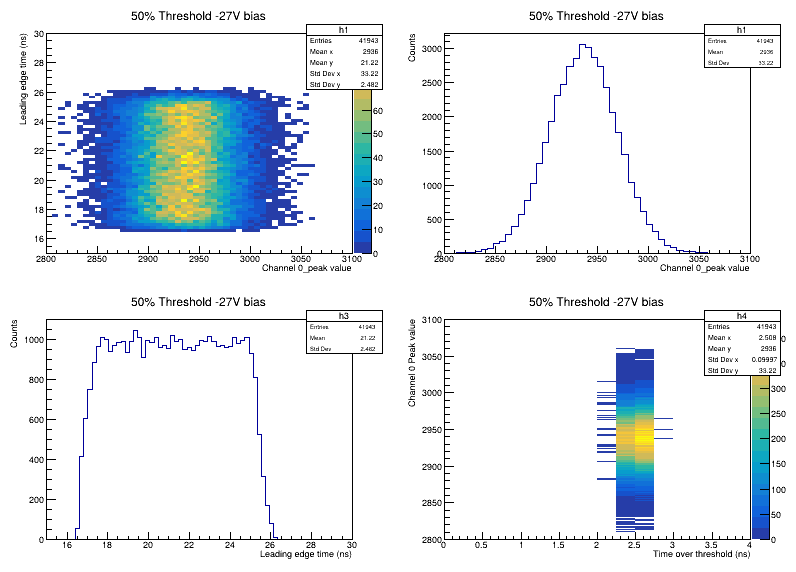 50% Threshold -27V bias
h1
Entries 41943
Mean x 2936
Mean y 21.22
Std Dev x 33.22
Std Dev y 2.482
Leading edge time (ns)
30
28
26
24
22
20
18
16
2800 2850 2900 2950 3000 3050 3100
Channel 0_peak value
60
50
40
30
20
10
0
50% Threshold -27V bias
h1
Entries 41943
Mean 2936
Std Dev 33.22
Counts
3000
2500
2000
1500
1000
500
0
2800 2850 2900 2950 3000 3050 3100
Channel 0_peak value
50% Threshold -27V bias
h3
Entries 41943
Mean 21.22
Std Dev 2.482
Counts
1000
800
600
400
200
0
16 18 20 22 24 26 28 30
Leading edge time (ns)
50% Threshold -27V bias
h4
Entries 41943
Mean x 2.508
Mean y 2936
Std Dev x 0.09997
Std Dev y 33.22
Channel 0 Peak value
3100
3050
3000
2950
2900
2850
2800
0 0.5 1 1.5 2 2.5 3 3.5 4
Time over threshold (ns)
300
250
200
150
100
50
0